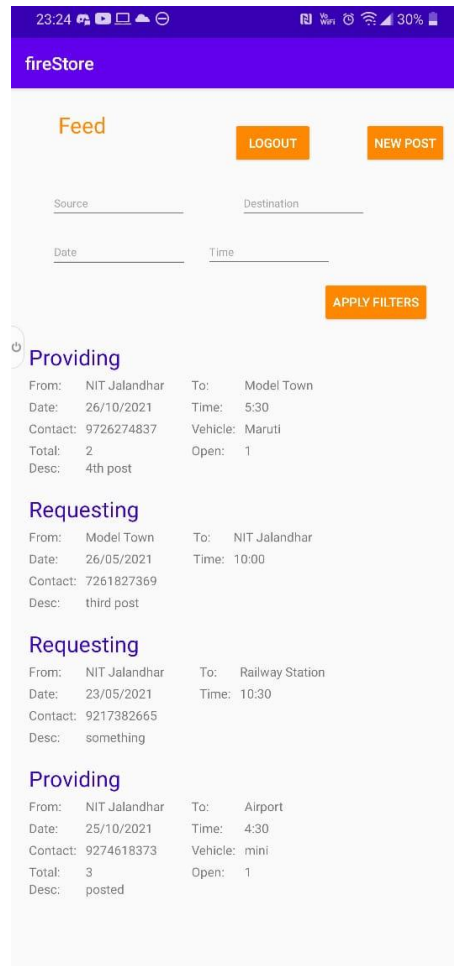 23:24 30%
fireStore
Feed
LOGOUT NEW POST
Source Destination
Date Time
APPLY FILTERS
Providing
From: NIT Jalandhar To: Model Town
Date: 26/10/2021 Time: 5:30
Contact: 9726274837 Vehicle: Maruti
Total: 2 Open: 1
Desc: 4th post
Requesting
From: Model Town To: NIT Jalandhar
Date: 26/05/2021 Time: 10:00
Contact: 7261827369
Desc: third post
Requesting
From: NIT Jalandhar To: Railway Station
Date: 23/05/2021 Time: 10:30
Contact: 9217382665
Desc: something
Providing
From: NIT Jalandhar To: Airport
Date: 25/10/2021 Time: 4:30
Contact: 9274618373 Vehicle: mini
Total: 3 Open: 1
Desc: posted